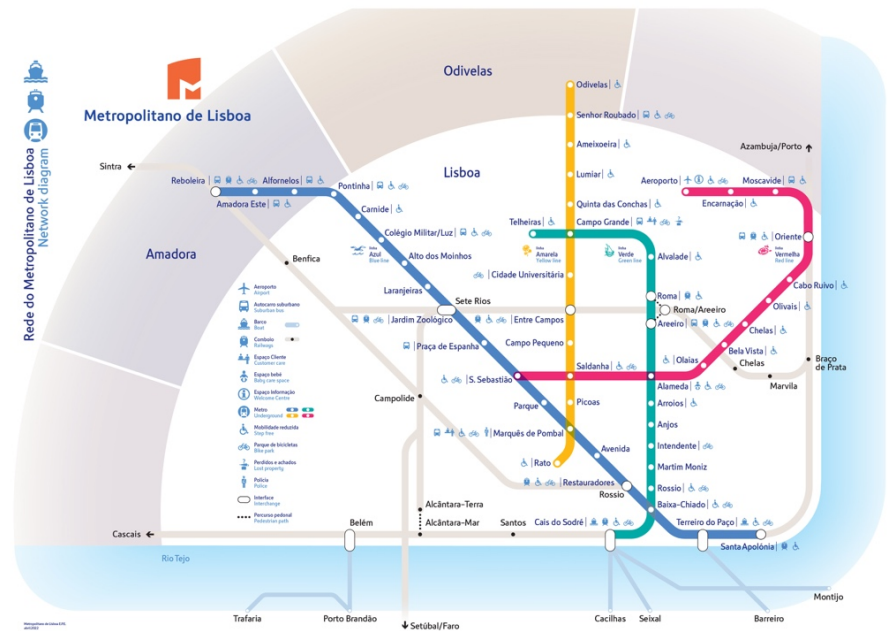 Rede do Metropolitano de Lisboa
Network diagram
Metropolitano de Lisboa
Odivelas
Lisboa
Amadora
Sintra
Azambuja/Porto
Odivelas
Senhor Roubado
Ameixoeira
Lumiar
Quinta das Conchas
Campo Grande
Telheiras
Reboleira
Alfornelos
Amadora Este
Pontinha
Carnide
Colégio Militar/Luz
Alto dos Moinhos
Laranjeiras
Aeroporto
Moscavide
Encarnação
Oriente
Cabo Ruivo
Olivais
Chelas
Bela Vista
Olaias
linha
Azul
Blue line
linha
Amarela
Yellow line
linha
Verde
Green line
linha
Vermelha
Red line
Benfica
Cidade Universitária
Alvalade
Roma
Roma/Areeiro
Areeiro
Sete Rios
Jardim Zoológico
Entre Campos
Praça de Espanha
Campo Pequeno
Saldanha
S. Sebastião
Alameda
Chelas
Marvila
Braço
de Prata
Campolide
Parque
Picoas
Arroios
Marquês de Pombal
Anjos
Avenida
Intendente
Rato
Martim Moniz
Restauradores
Rossio
Rossio
Baixa-Chiado
Alcântara-Terra
Alcântara-Mar
Santos
Cais do Sodré
Terreiro do Paço
Santa Apolónia
Cascais
Belém
Rio Tejo
Trafaria
Porto Brandão
Setúbal/Faro
Cacilhas
Seixal
Barreiro
Montijo
Aeroporto
Airport
Autocarro suburbano
Suburban bus
Barco
Boat
Comboio
Railways
Espaço Cliente
Customer care
Espaço bebé
Baby care space
Espaço Informação
Welcome Centre
Metro
Underground
Mobilidade reduzida
Step free
Parque de bicicletas
Bike park
Perdidos e achados
Lost property
Polícia
Police
Interface
Interchange
Percurso pedonal
Pedestrian path
Metropolitano de Lisboa E.P.E.